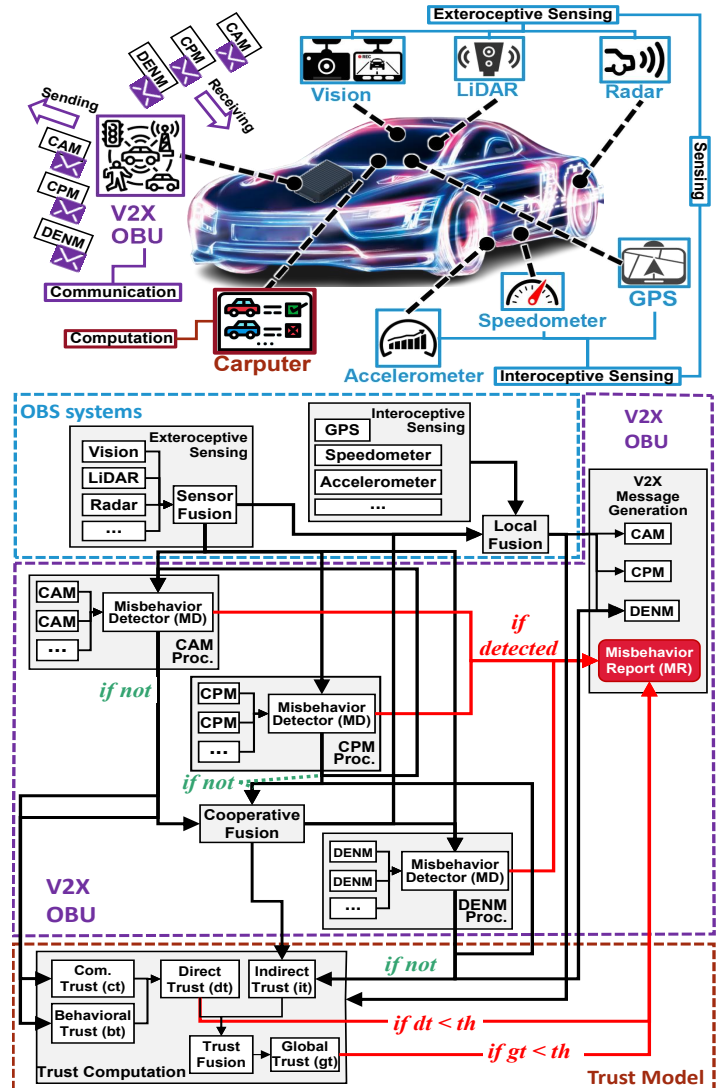 Exteroceptive Sensing
DENM
CPM
CAM
Sending
Receiving
Vision
LiDAR
Radar
CAM
CPM
DENM
V2X
OBU
Sensing
Communication
Computation
Carputer
GPS
Speedometer
Accelerometer
Interoceptive Sensing
OBS systems
Exteroceptive
Sensing
Vision
LiDAR
Radar
...
Sensor
Fusion
Interoceptive
Sensing
GPS
Speedometer
Accelerometer
...
Local
Fusion
V2X
OBU
V2X
Message
Generation
CAM
CPM
DENM
Misbehavior
Report (MR)
CAM
CAM
...
Misbehavior
Detector (MD)
CAM
Proc.
if
detected
if not
CPM
CPM
...
Misbehavior
Detector (MD)
CPM
Proc.
if not
Cooperative
Fusion
DENM
DENM
...
Misbehavior
Detector (MD)
DENM
Proc.
V2X
OBU
if not
Com.
Trust (ct)
Behavioral
Trust (bt)
Direct
Trust (dt)
Indirect
Trust (it)
Trust
Fusion
Global
Trust (gt)
if dt < th
if gt < th
Trust Computation
Trust Model